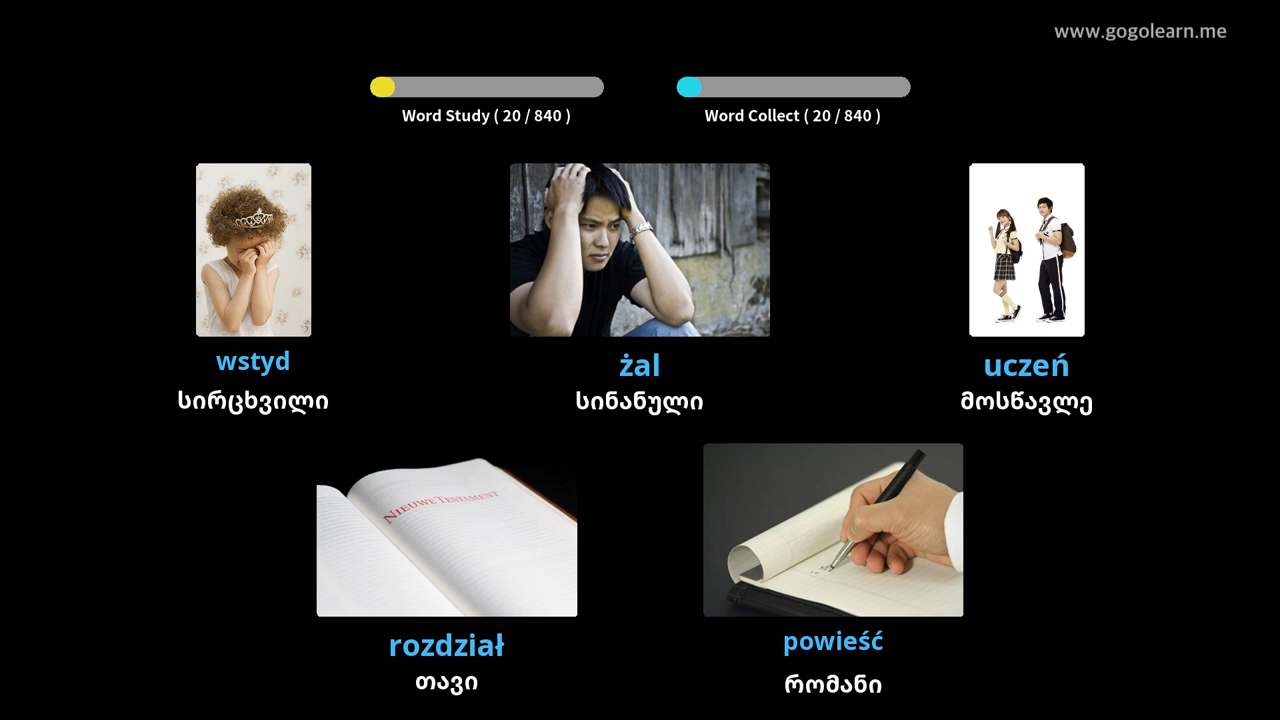 www.gogolearn.me
Word Study ( 20 / 840 )
Word Collect ( 20 / 840 )
wstyd
სირცხვილი
żal
სინანული
uczeń
მოსწავლე
NIEUWE TESTAMENT
rozdział
თავი
powieść
რომანი